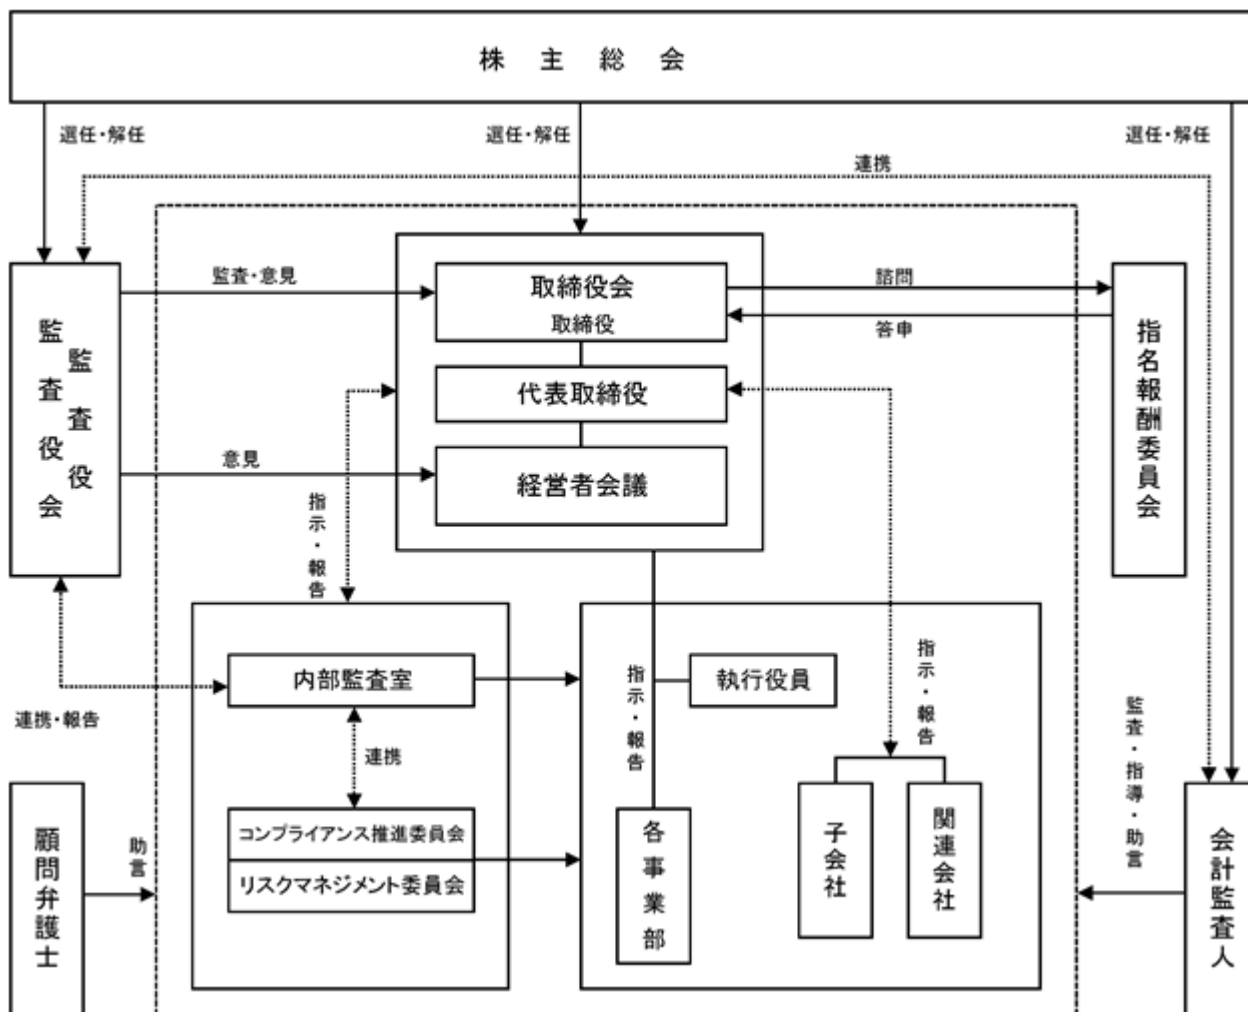 株主総会
選任・解任
選任・解任
選任・解任
連携
監査・意見
取締役会
取締役
諮問
答申
監査役会
監査役
代表取締役
指名報酬委員会
意見
経営者会議
指示・報告
内部監査室
執行役員
指示・報告
指示・報告
連携・報告
連携
監査・指導・助言
コンプライアンス推進委員会
リスクマネジメント委員会
顧問弁護士
助言
各事業部
子会社
関連会社
会計監査人